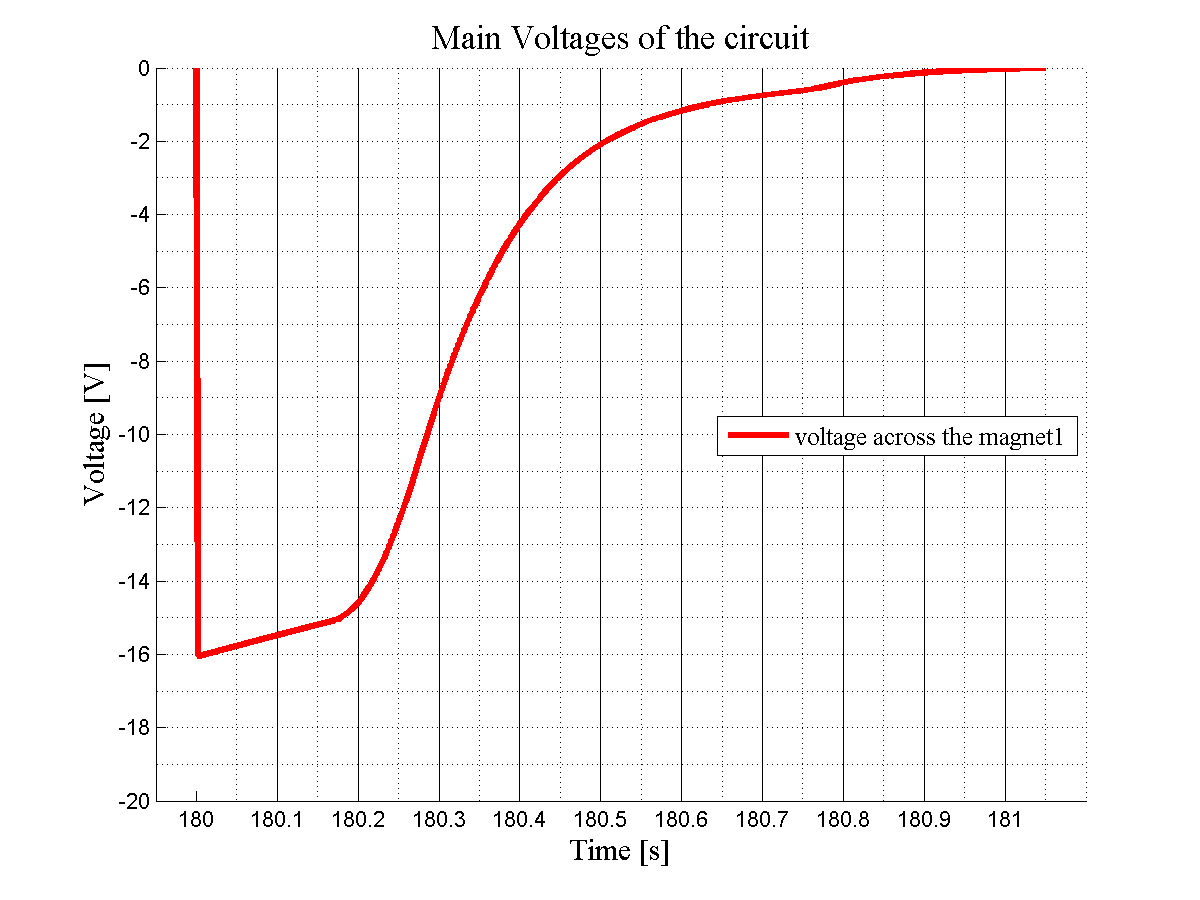 Main Voltages of the circuit
0
-2
-4
-6
-8
-10
-12
-14
-16
-18
-20
Voltage [V]
voltage across the magnet1
180 180.1 180.2 180.3 180.4 180.5 180.6 180.7 180.8 180.9 181
Time [s]